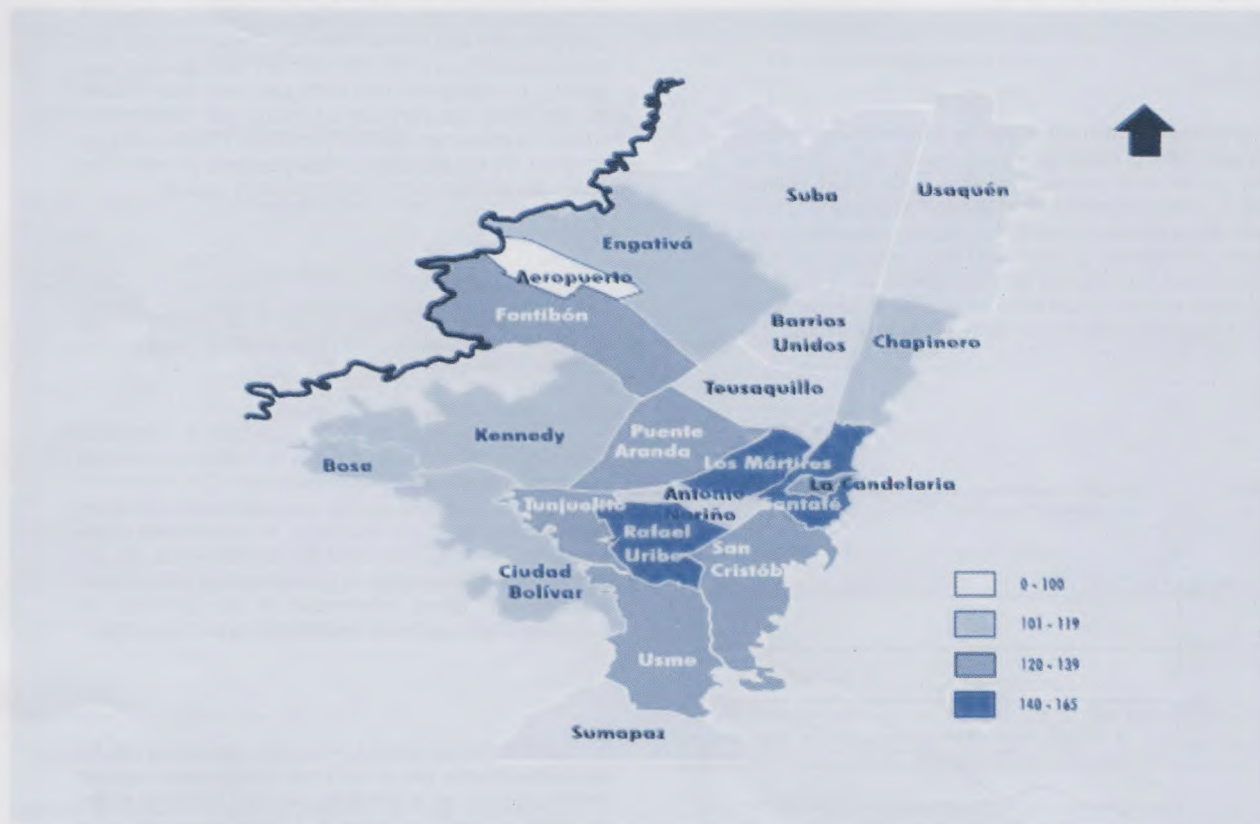 Suba
Usaquén
Engativá
Aeropuerto
Fontibón
Barrios
Unidos
Chapinero
Teusaquillo
Kennedy
Puente
Aranda
Los Mártires
Bosa
La Candelaria
Antonio
Nariño
Santafé
Tunjuelito
Rafael
Uribe
San
Cristób
Ciudad
Bolívar
Usme
Sumapaz
0 - 100
101 - 119
120 - 139
140 - 165